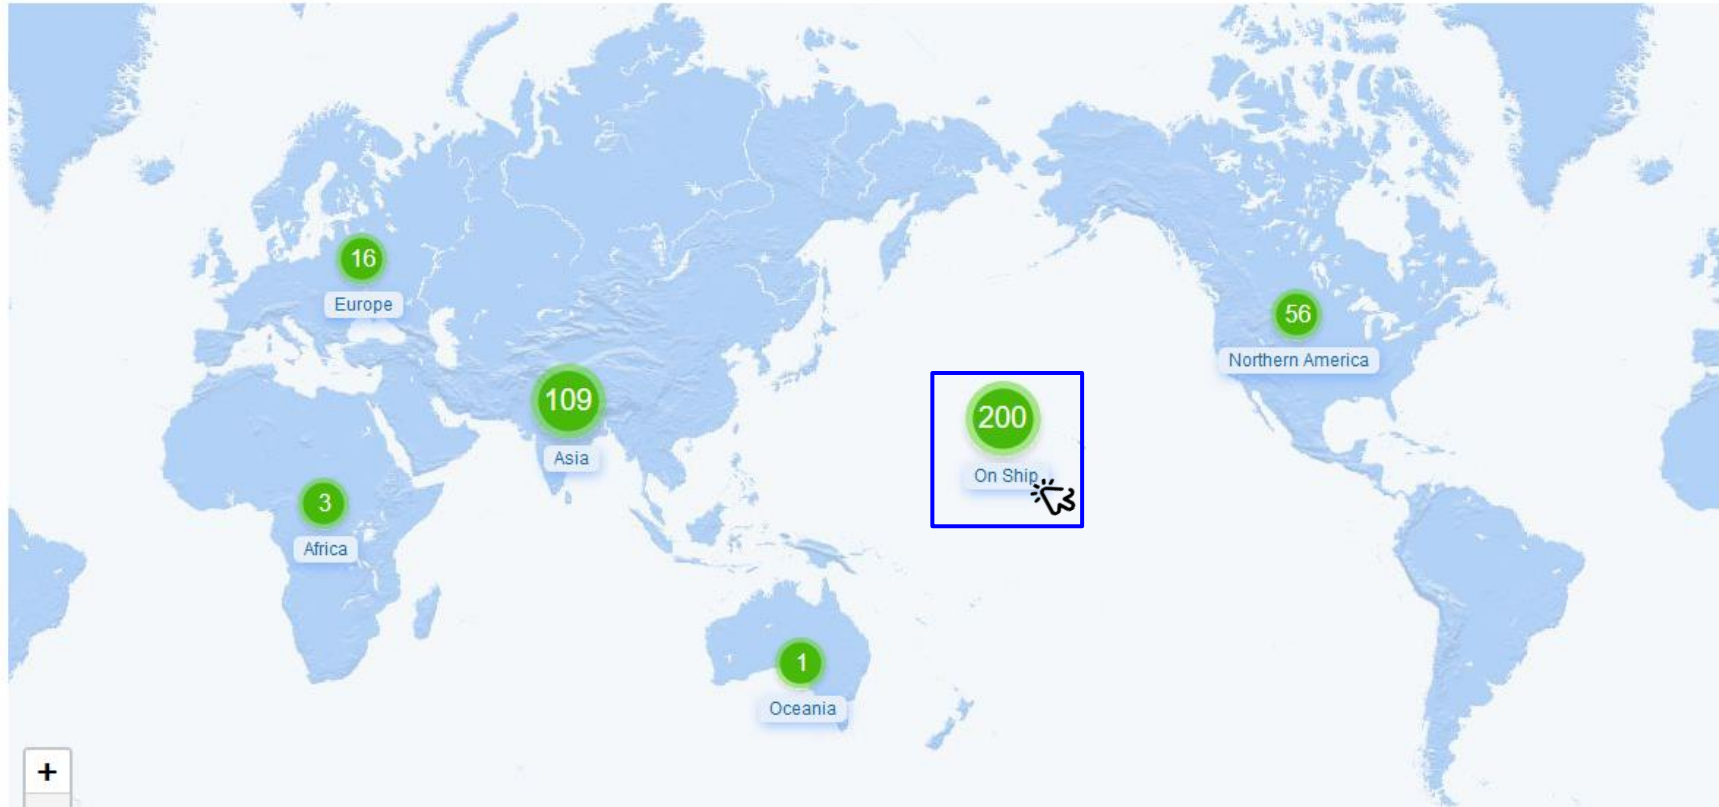 16
Europe
56
Northern America
109
Asia
200
On Ship
3
Africa
1
Oceania
+